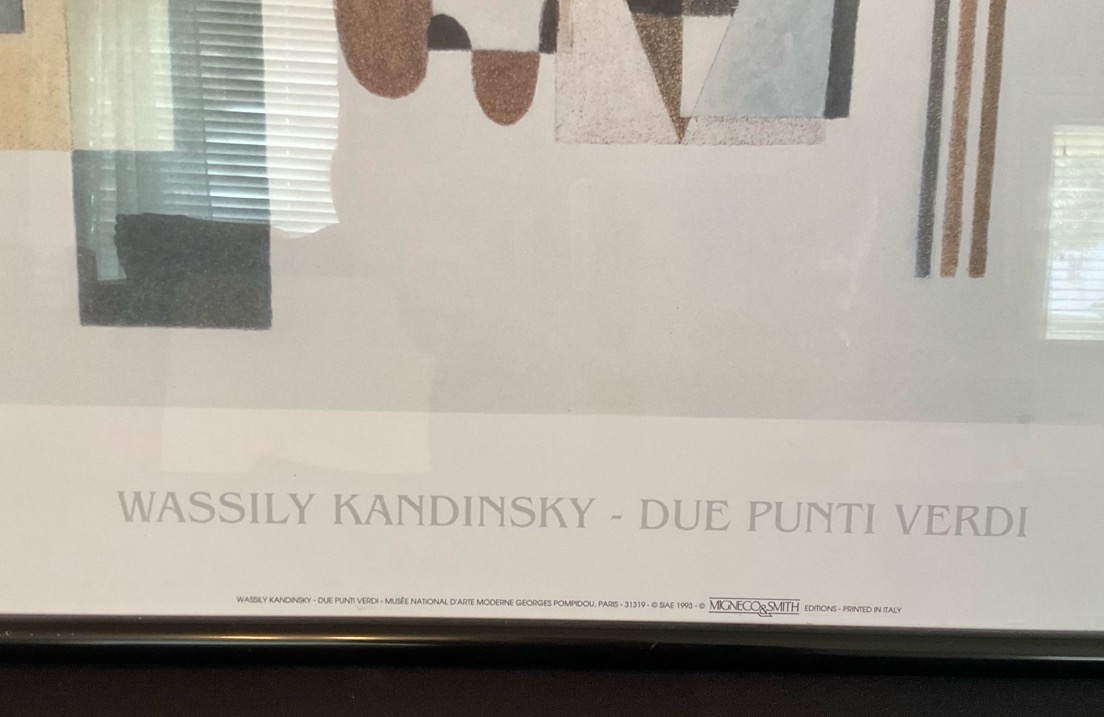 WASSILY KANDINSKY - DUE PUNTI VERDI
WASSILY KANDINSKY - DUE PUNTI VERDI - MUSÉE NATIONAL D'ARTE MODERNE GEORGES POMPIDOU, PARIS - 31319 - © SIAE 1993 - © MIGNECO&SMITH EDITIONS - PRINTED IN ITALY